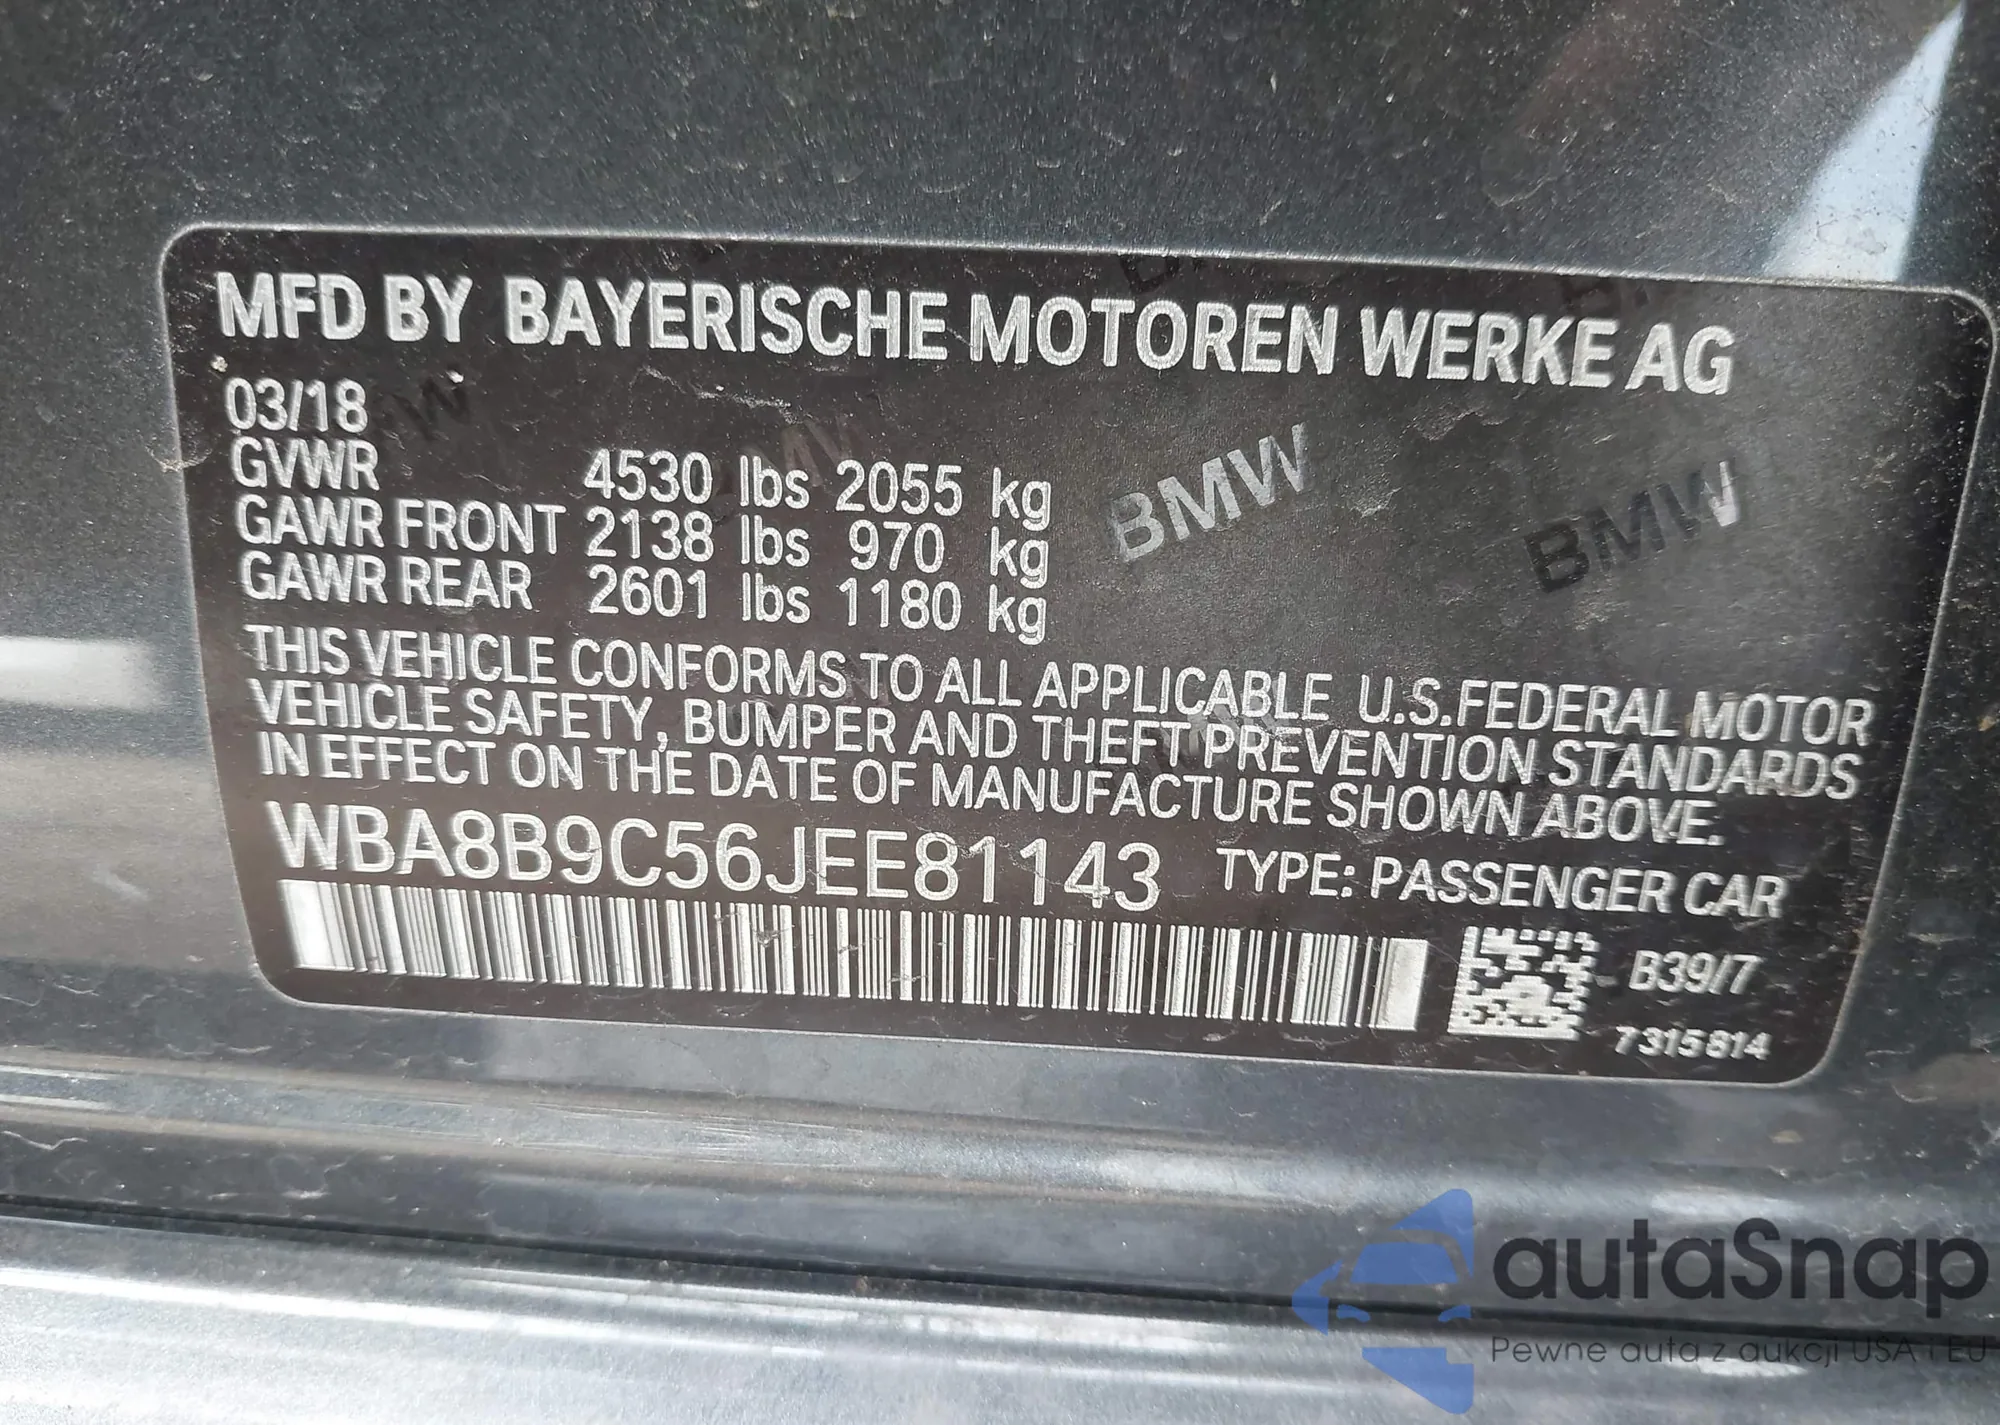 MFD BY BAYERISCHE MOTOREN WERKE AG
03/18
GVWR 4530 lbs 2055 kg
GAWR FRONT 2138 lbs 970 kg
GAWR REAR 2601 lbs 1180 kg
BMW
BMW
BMW
BMW
THIS VEHICLE CONFORMS TO ALL APPLICABLE U.S.FEDERAL MOTOR
VEHICLE SAFETY, BUMPER AND THEFT PREVENTION STANDARDS
IN EFFECT ON THE DATE OF MANUFACTURE SHOWN ABOVE.
WBA8B9C56JEE81143 TYPE: PASSENGER CAR
B39/7
7315814
autaSnap
Pewne auta z aukcji USA i EU